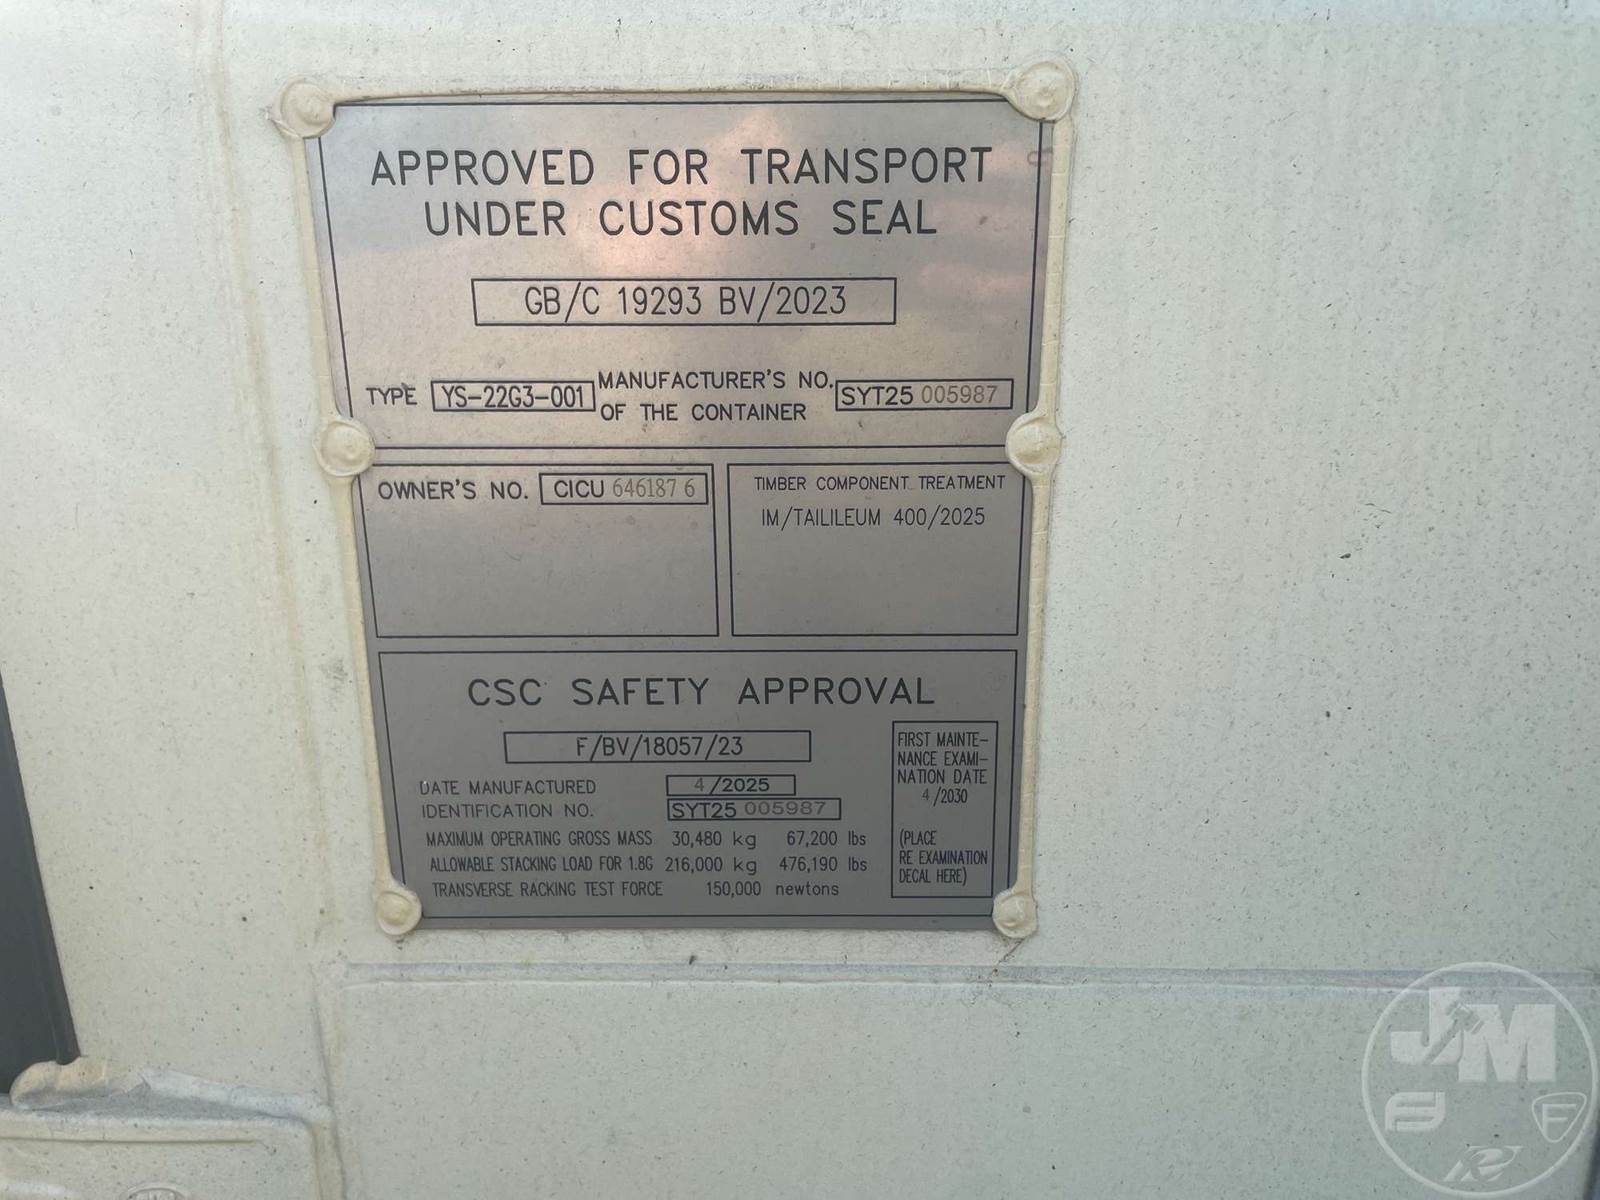 APPROVED FOR TRANSPORT
UNDER CUSTOMS SEAL
GB/C 19293 BV/2023
TYPE YS-22G3-001 MANUFACTURER'S NO. OF THE CONTAINER SYT25 005987
OWNER'S NO. CICU 646187 6
TIMBER COMPONENT TREATMENT
IM/TAILILEUM 400/2025
CSC SAFETY APPROVAL
F/BV/18057/23
DATE MANUFACTURED 4/2025
IDENTIFICATION NO. SYT25 005987
MAXIMUM OPERATING GROSS MASS 30,480 kg 67,200 lbs
ALLOWABLE STACKING LOAD FOR 1.8G 216,000 kg 476,190 lbs
TRANSVERSE RACKING TEST FORCE 150,000 newtons
FIRST MAINTE-
NANCE EXAMI-
NATION DATE
4/2030
(PLACE
RE EXAMINATION
DECAL HERE)
JM